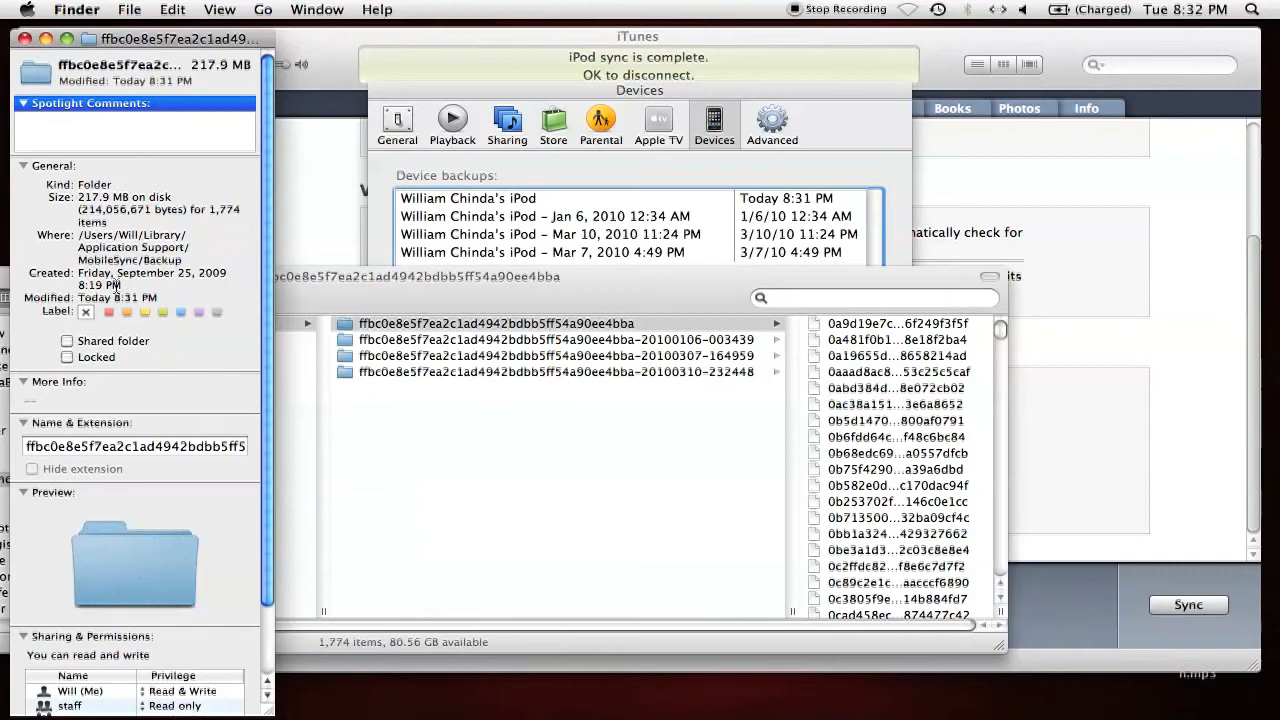 Finder File Edit View Go Window Help Stop Recording (Charged) Tue 8:32 PM
ffbc0e8e5f7ea2c1ad49...
ffbc0e8e5f7ea2c... 217.9 MB
Modified: Today 8:31 PM
Spotlight Comments:
General:
Kind: Folder
Size: 217.9 MB on disk
(214,056,671 bytes) for 1,774
items
Where: /Users/Will/Library/
Application Support/
MobileSync/Backup
Created: Friday, September 25, 2009
8:19 PM
Modified: Today 8:31 PM
Label:
Shared folder
Locked
More Info:
--
Name & Extension:
ffbc0e8e5f7ea2c1ad4942bdbb5ff5
Hide extension
Preview:
Sharing & Permissions:
You can read and write
Name Privilege
Will (Me) Read & Write
staff Read only
iTunes
iPod sync is complete.
OK to disconnect.
Books Photos Info
Devices
General Playback Sharing Store Parental Apple TV Devices Advanced
Device backups:
William Chinda's iPod Today 8:31 PM
William Chinda's iPod – Jan 6, 2010 12:34 AM 1/6/10 12:34 AM
William Chinda's iPod – Mar 10, 2010 11:24 PM 3/10/10 11:24 PM
William Chinda's iPod – Mar 7, 2010 4:49 PM 3/7/10 4:49 PM
matically check for
its
c0e8e5f7ea2c1ad4942bdbb5ff54a90ee4bba
ffbc0e8e5f7ea2c1ad4942bdbb5ff54a90ee4bba
ffbc0e8e5f7ea2c1ad4942bdbb5ff54a90ee4bba-20100106-003439
ffbc0e8e5f7ea2c1ad4942bdbb5ff54a90ee4bba-20100307-164959
ffbc0e8e5f7ea2c1ad4942bdbb5ff54a90ee4bba-20100310-232448
0a9d19e7c...6f249f3f5f
0a481f0b1...8e18f2ba4
0a19655d...8658214ad
0aaad8ac8...53c25c5caf
0abd384d...8e072cb02
0ac38a151...3e6a8652
0b5d1470...800af0791
0b6fdd64c...f48c6bc84
0b68edc69...a0557dfcb
0b75f4290...a39a6dbd
0b582e0d...c170dac94f
0b253702f...146c0e1cc
0b713500...32ba09cf4c
0bb1a324...429327662
0be3a1d3...2c03c8e8e4
0c2ffdc82...f8e6c7d7f2
0c89c2e1c...aacccf6890
0c3805f9e...14b884fd7
0cad458ec...874477c42
1,774 items, 80.56 GB available
Sync
n.mp3